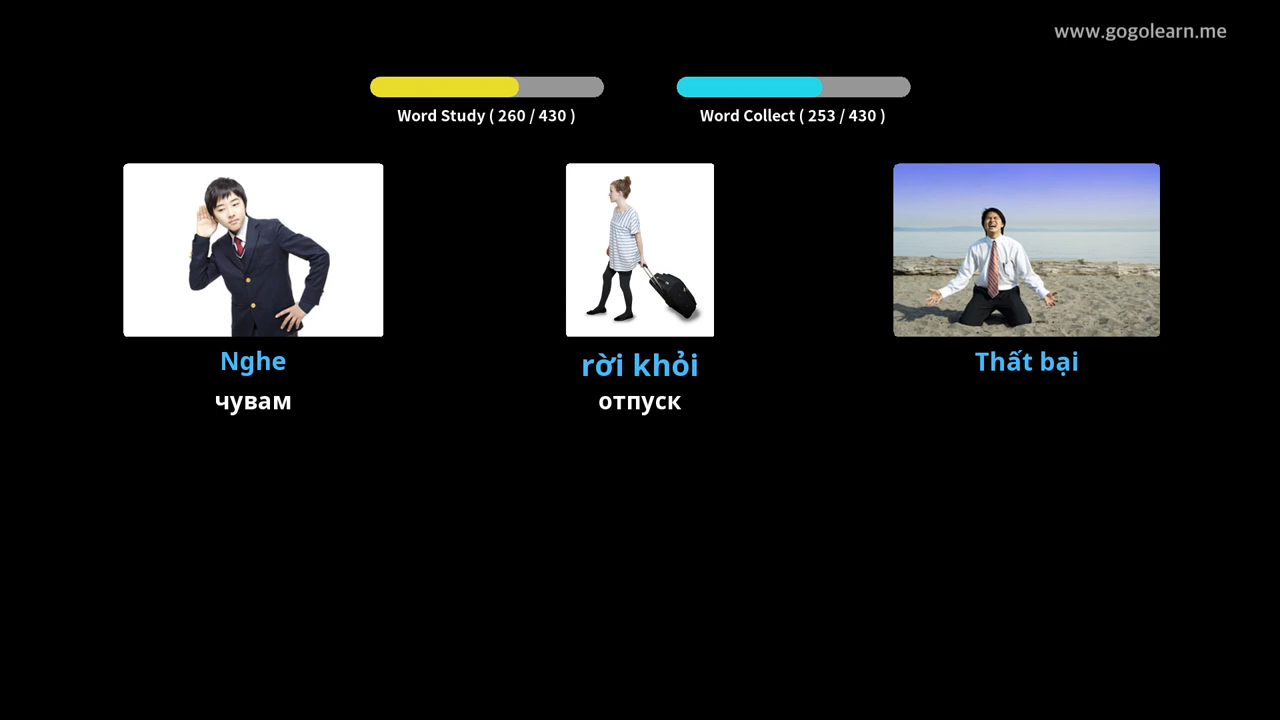 www.gogolearn.me
Word Study ( 260 / 430 )
Word Collect ( 253 / 430 )
Nghe
rời khỏi
Thất bại
чувам
отпуск